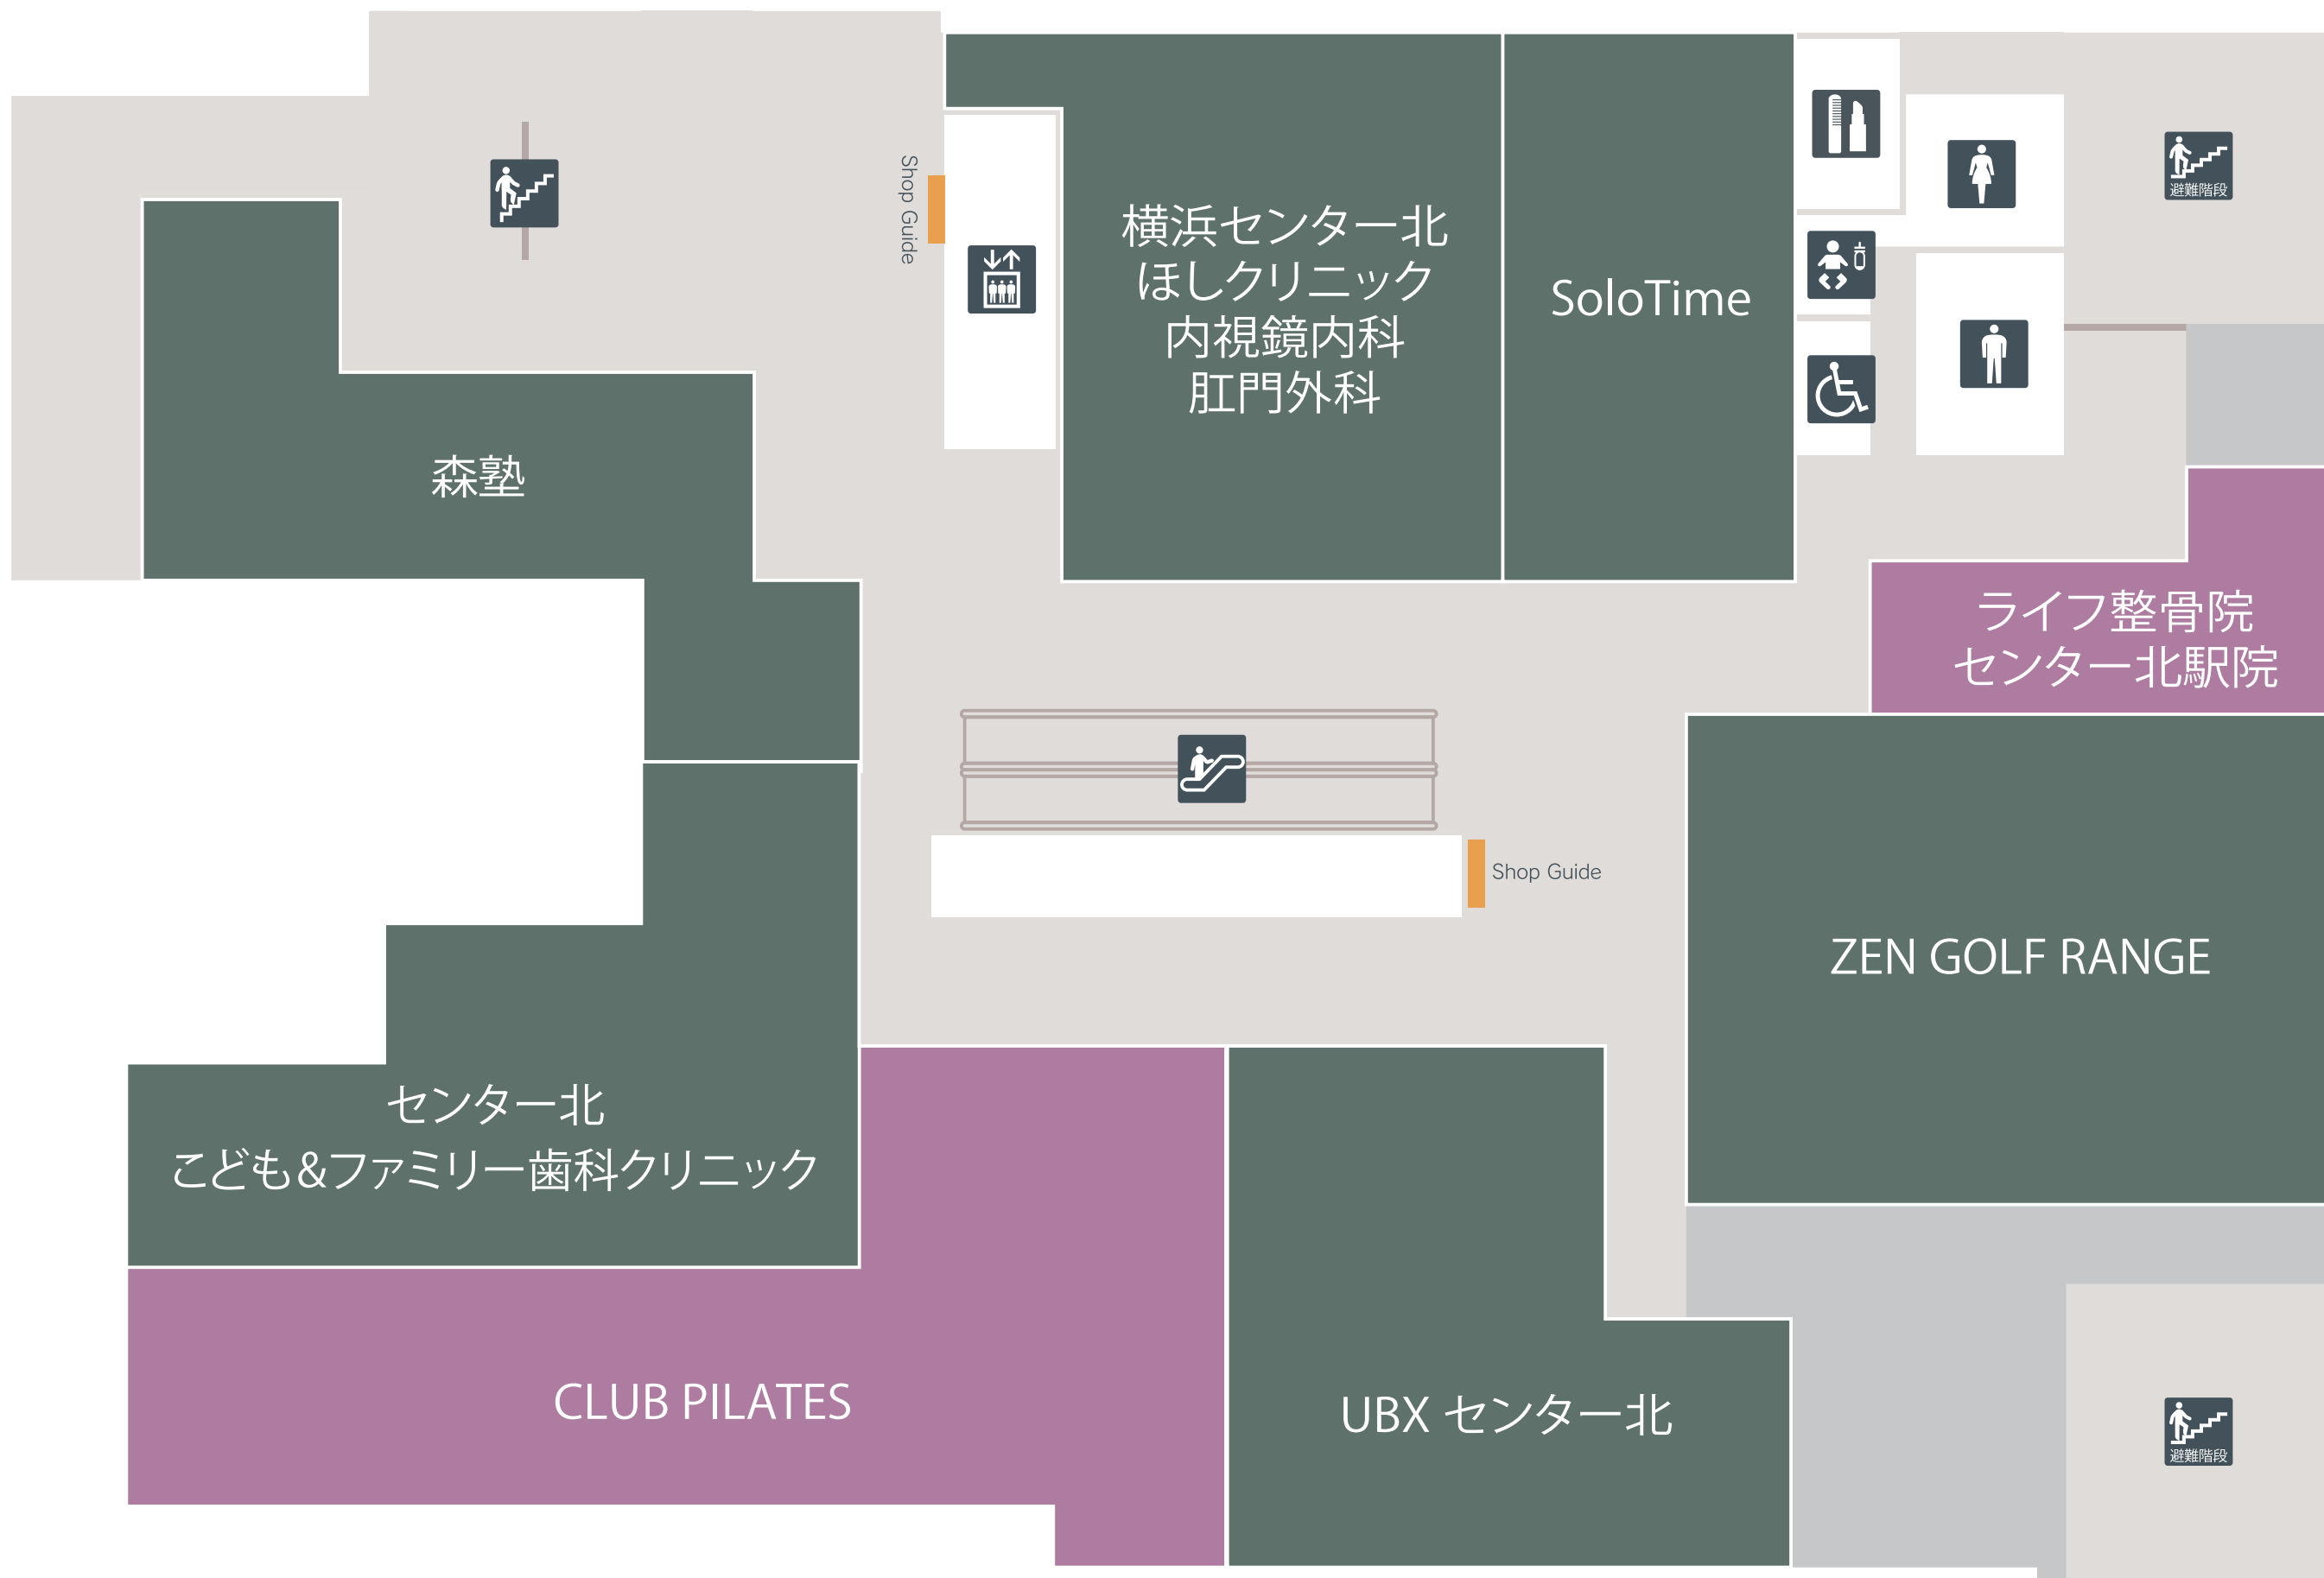 Shop Guide
横浜センター北
ほしクリニック
内視鏡内科
肛門外科
SoloTime
避難階段
森塾
ライフ整骨院
センター北駅院
Shop Guide
ZEN GOLF RANGE
センター北
こども&ファミリー歯科クリニック
CLUB PILATES
UBX センター北
避難階段